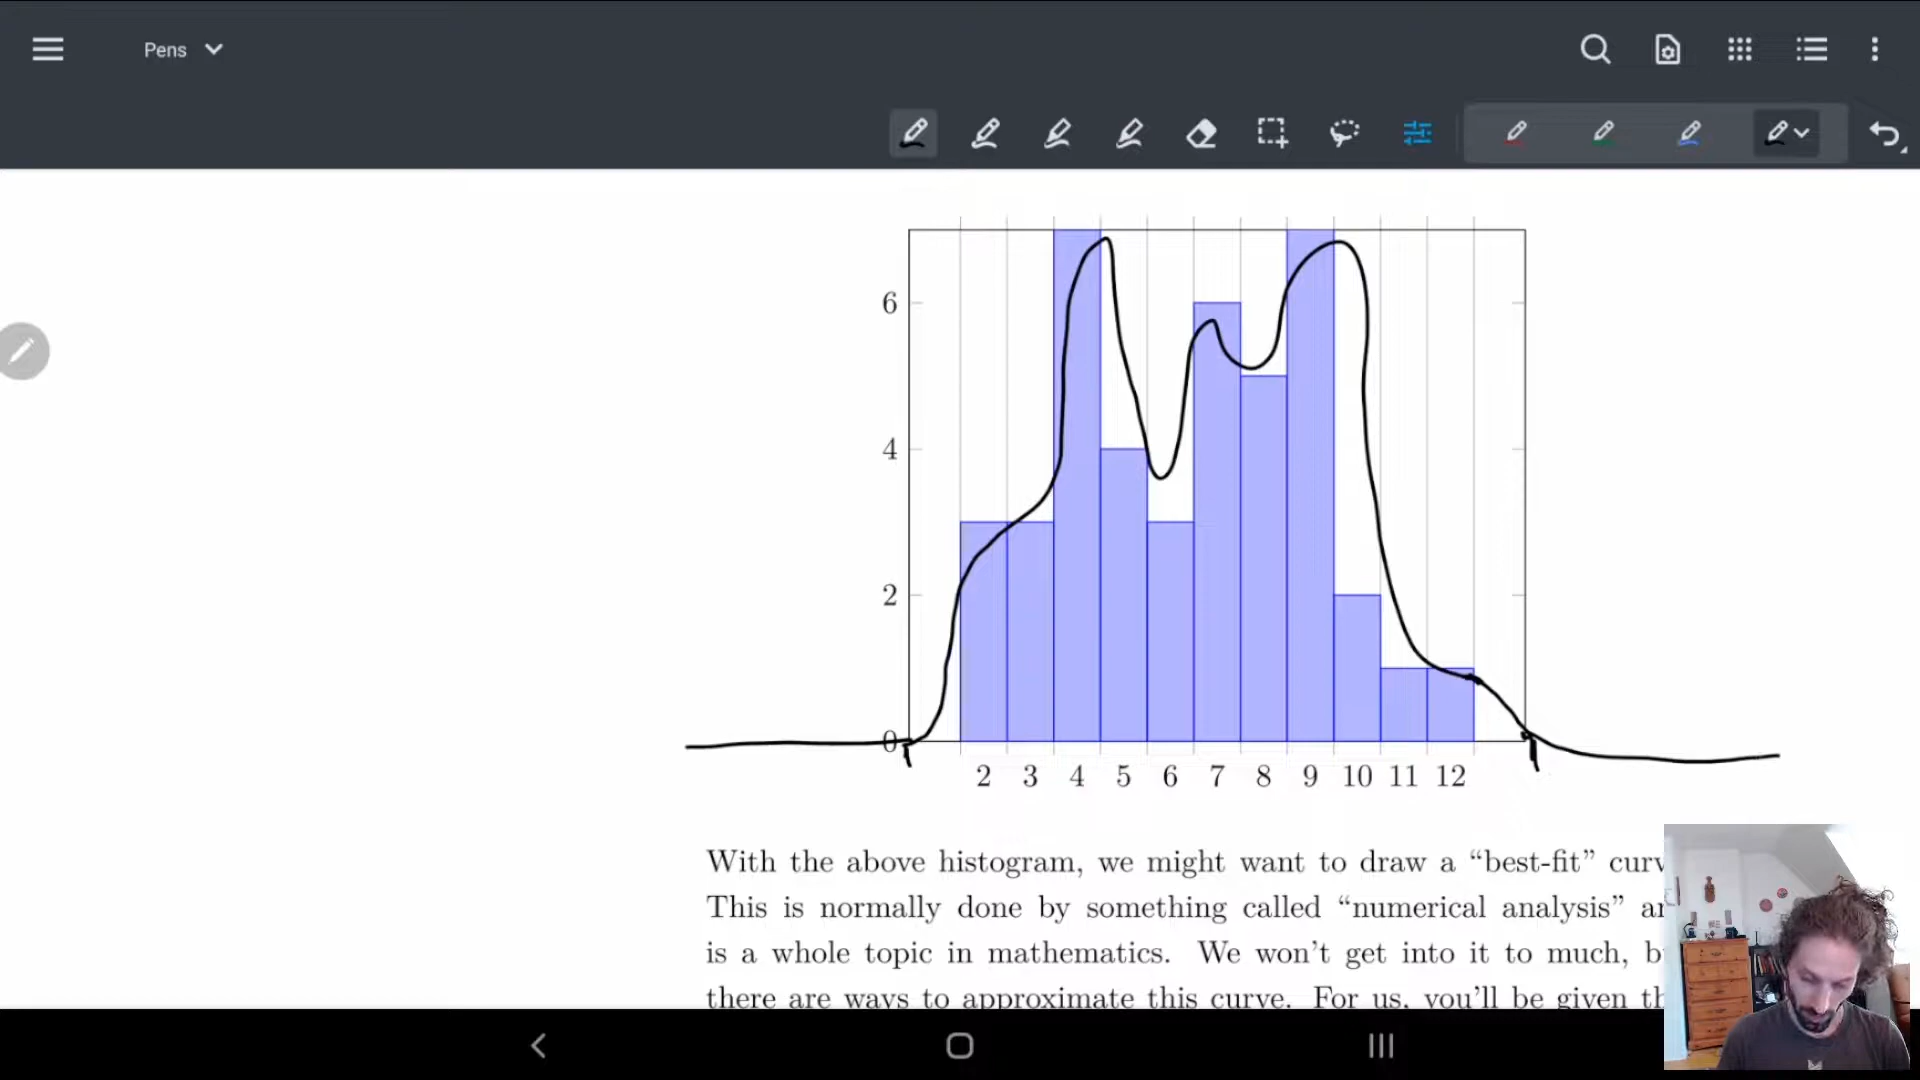 Pens
6
4
2
0
2 3 4 5 6 7 8 9 10 11 12
With the above histogram, we might want to draw a “best-fit” curv
This is normally done by something called “numerical analysis” an
is a whole topic in mathematics. We won’t get into it to much, b
there are ways to approximate this curve. For us, you’ll be given th